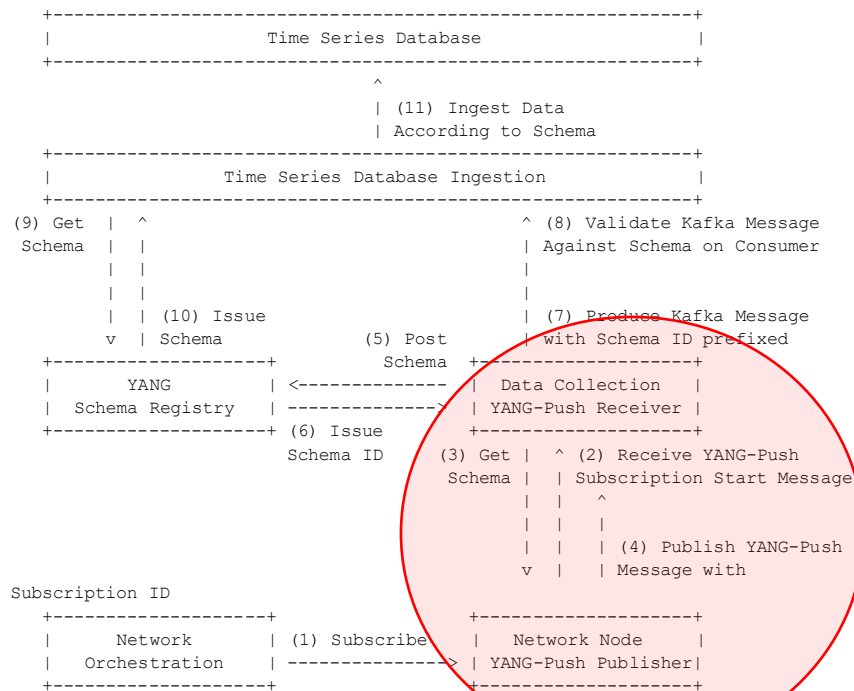 Time Series Database
| (11) Ingest Data
| According to Schema
Time Series Database Ingestion
(9) Get | ^ ^ (8) Validate Kafka Message
Schema | | | Against Schema on Consumer
| | |
| | |
| | (10) Issue | (7) Produce Kafka Message
v | Schema (5) Post | with Schema ID prefixed
Schema
| YANG | <--------------- | Data Collection |
| Schema Registry | ---------------> | YANG-Push Receiver |
(6) Issue
Schema ID (3) Get | ^ (2) Receive YANG-Push
Schema | | Subscription Start Message
| | ^
| | |
| | | (4) Publish YANG-Push
v | | Message with
Subscription ID
| Network | (1) Subscribe | Network Node |
| Orchestration | ---------------> | YANG-Push Publisher|